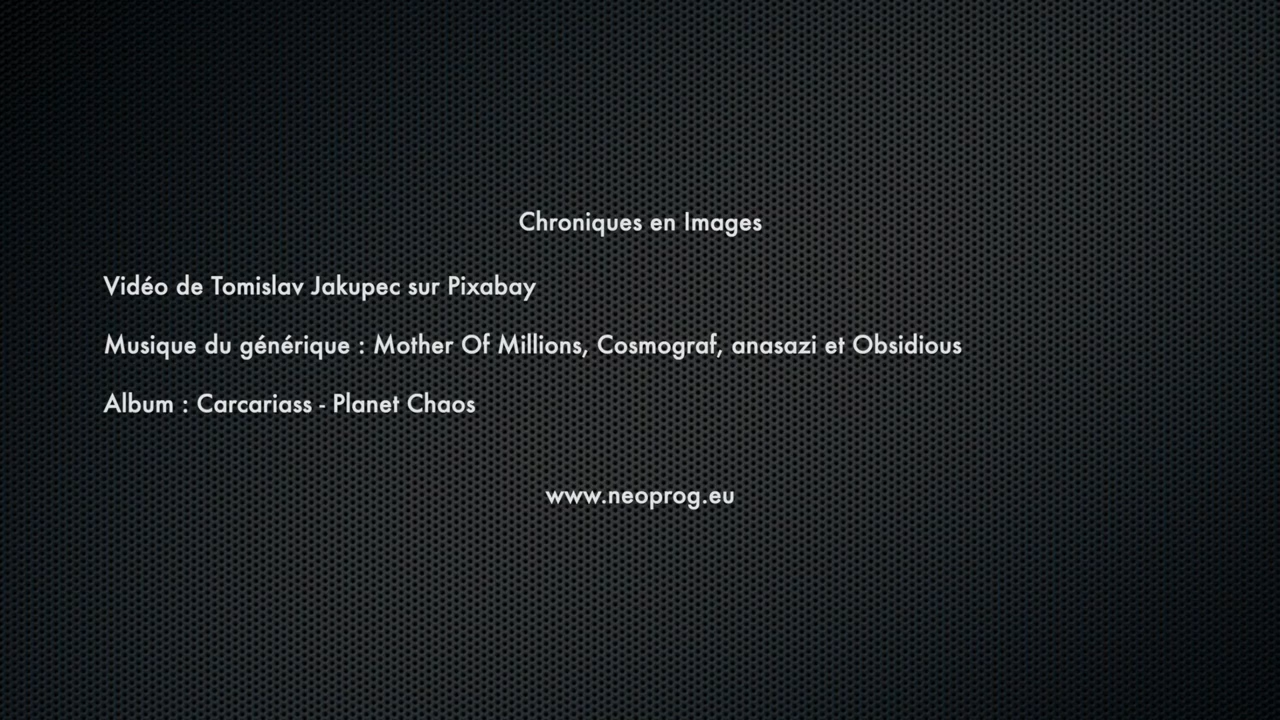 Chroniques en Images
Vidéo de Tomislav Jakupec sur Pixabay
Musique du générique : Mother Of Millions, Cosmograf, anasazi et Obsidious
Album : Carcariass - Planet Chaos
www.neoprog.eu